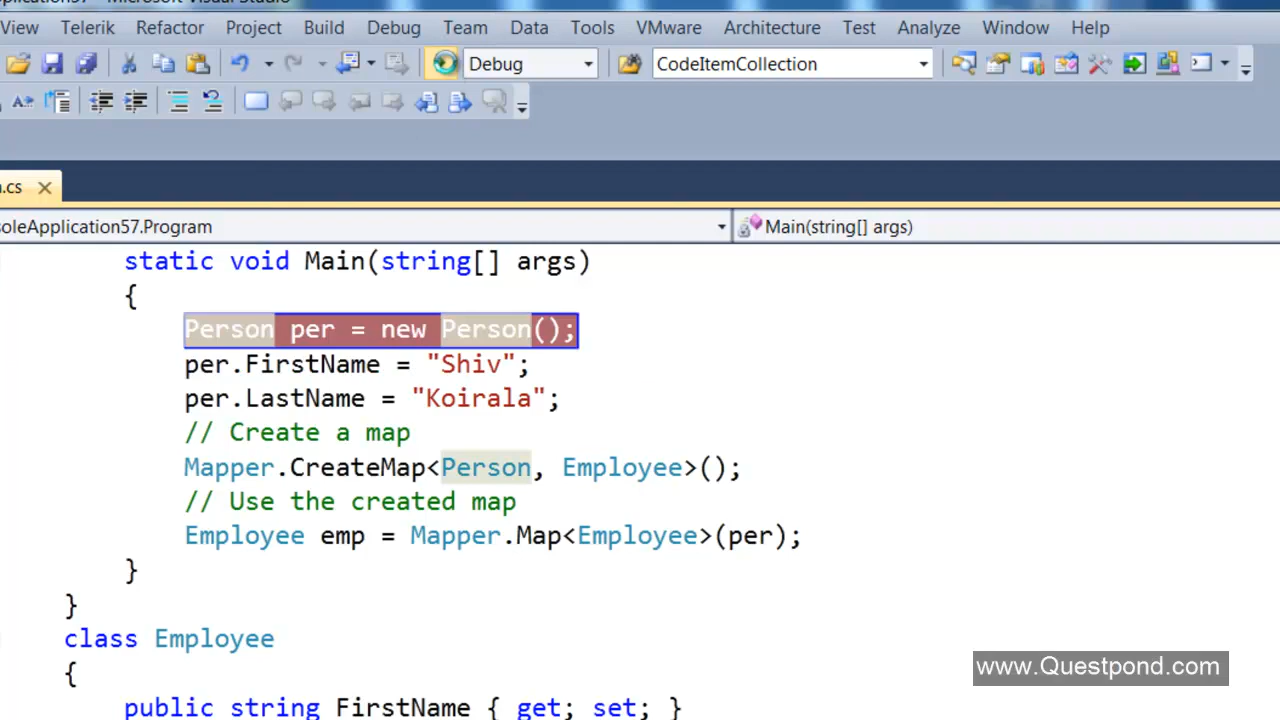 View Telerik Refactor Project Build Debug Team Data Tools VMware Architecture Test Analyze Window Help
Debug CodeItemCollection
.cs
soleApplication57.Program Main(string[] args)
static void Main(string[] args)
{
Person per = new Person();
per.FirstName = "Shiv";
per.LastName = "Koirala";
// Create a map
Mapper.CreateMap<Person, Employee>();
// Use the created map
Employee emp = Mapper.Map<Employee>(per);
}
}
class Employee
{
public string FirstName { get; set; }
www.Questpond.com